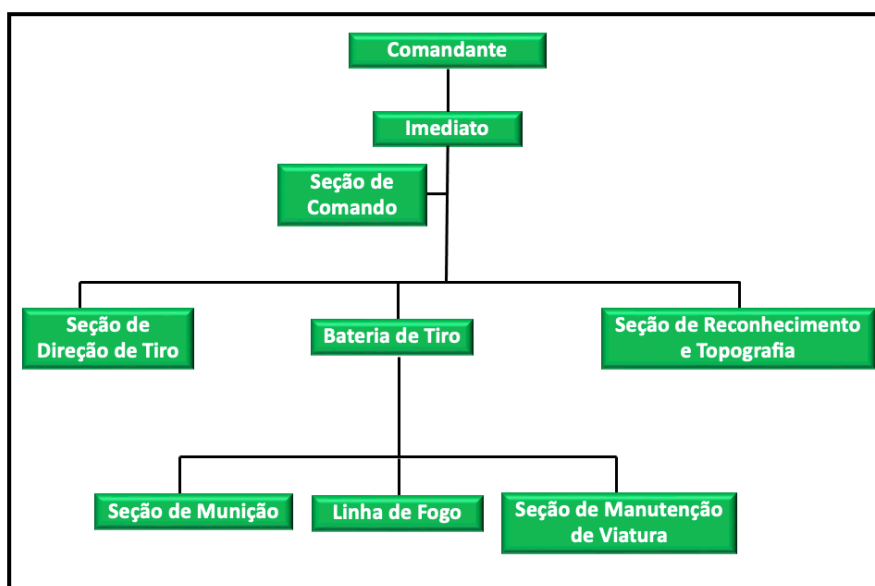 Comandante
Imediato
Seção de
Comando
Seção de
Direção de Tiro
Bateria de Tiro
Seção de Reconhecimento
e Topografia
Seção de Munição
Linha de Fogo
Seção de Manutenção
de Viatura